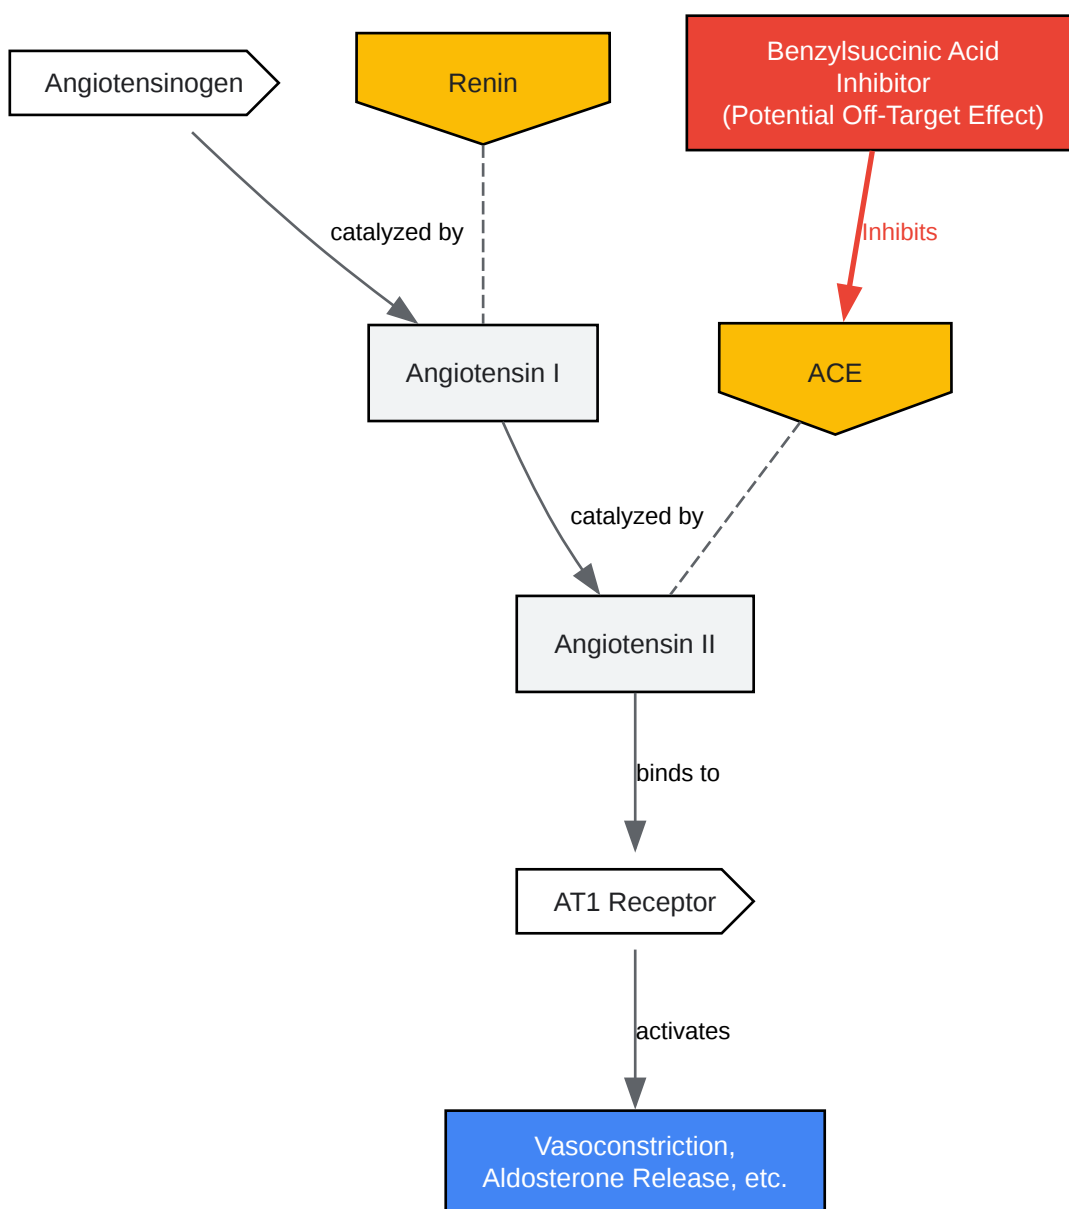 Angiotensinogen
Renin
Benzylsuccinic Acid
Inhibitor
(Potential Off-Target Effect)
catalyzed by
Inhibits
Angiotensin I
ACE
catalyzed by
Angiotensin II
binds to
AT1 Receptor
activates
Vasoconstriction,
Aldosterone Release, etc.